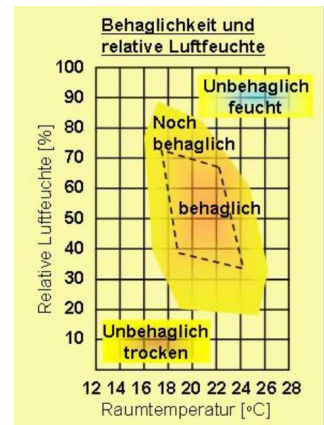 Behaglichkeit und
relative Luftfeuchte
100
90
80
70
60
50
40
30
20
10
Relative Luftfeuchte [%]
Unbehaglich
feucht
Noch
behaglich
behaglich
Unbehaglich
trocken
12 14 16 18 20 22 24 26 28
Raumtemperatur [°C]